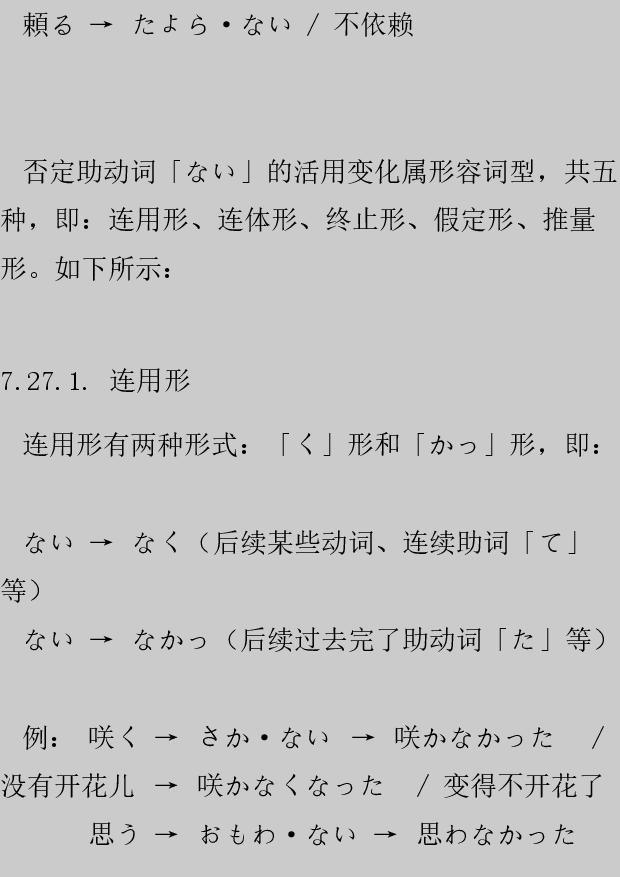 頼る → たよら・ない / 不依赖
否定助动词「ない」的活用变化属形容词型，共五
种，即：连用形、连体形、终止形、假定形、推量
形。如下所示：
7.27.1. 连用形
连用形有两种形式：「く」形和「かっ」形，即：
ない → なく（后续某些动词、连续助词「て」
等）
ない → なかっ（后续过去完了助动词「た」等）
例： 咲く → さか・ない → 咲かなかった /
没有开花儿 → 咲かなくなった / 变得不开花了
思う → おもわ・ない → 思わなかった